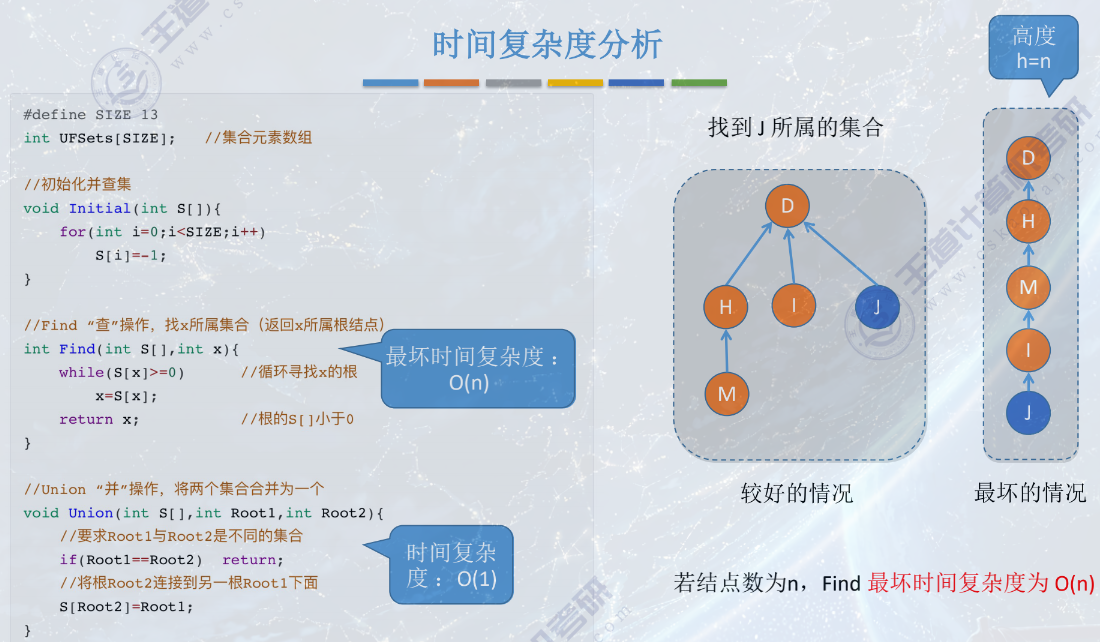 时间复杂度分析
#define SIZE 13
int UFSets[SIZE];   //集合元素数组
//初始化并查集
void Initial(int S[]){
    for(int i=0;i<SIZE;i++)
        S[i]=-1;
}
//Find “查”操作，找x所属集合（返回x所属根结点）
int Find(int S[],int x){
    while(S[x]>=0)      //循环寻找x的根
        x=S[x];
    return x;           //根的S[]小于0
}
//Union “并”操作，将两个集合合并为一个
void Union(int S[],int Root1,int Root2){
    //要求Root1与Root2是不同的集合
    if(Root1==Root2)  return;
    //将根Root2连接到另一根Root1下面
    S[Root2]=Root1;
}
最坏时间复杂度：
O(n)
时间复杂
度：O(1)
找到 J 所属的集合
D
H
I
J
M
较好的情况
高度
h=n
D
H
M
I
J
最坏的情况
若结点数为n，Find 最坏时间复杂度为 O(n)
王道计算机考研
www.cskaoyan.com